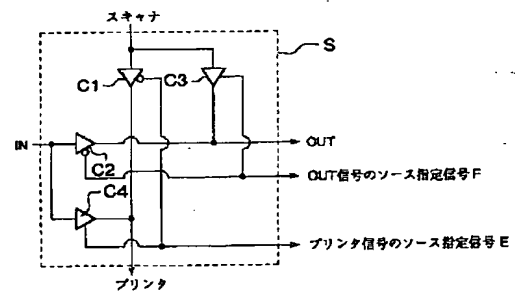 スキャナ
S
C1
C3
IN
OUT
C2
OUT信号のソース指定信号F
C4
プリンタ信号のソース指定信号E
プリンタ